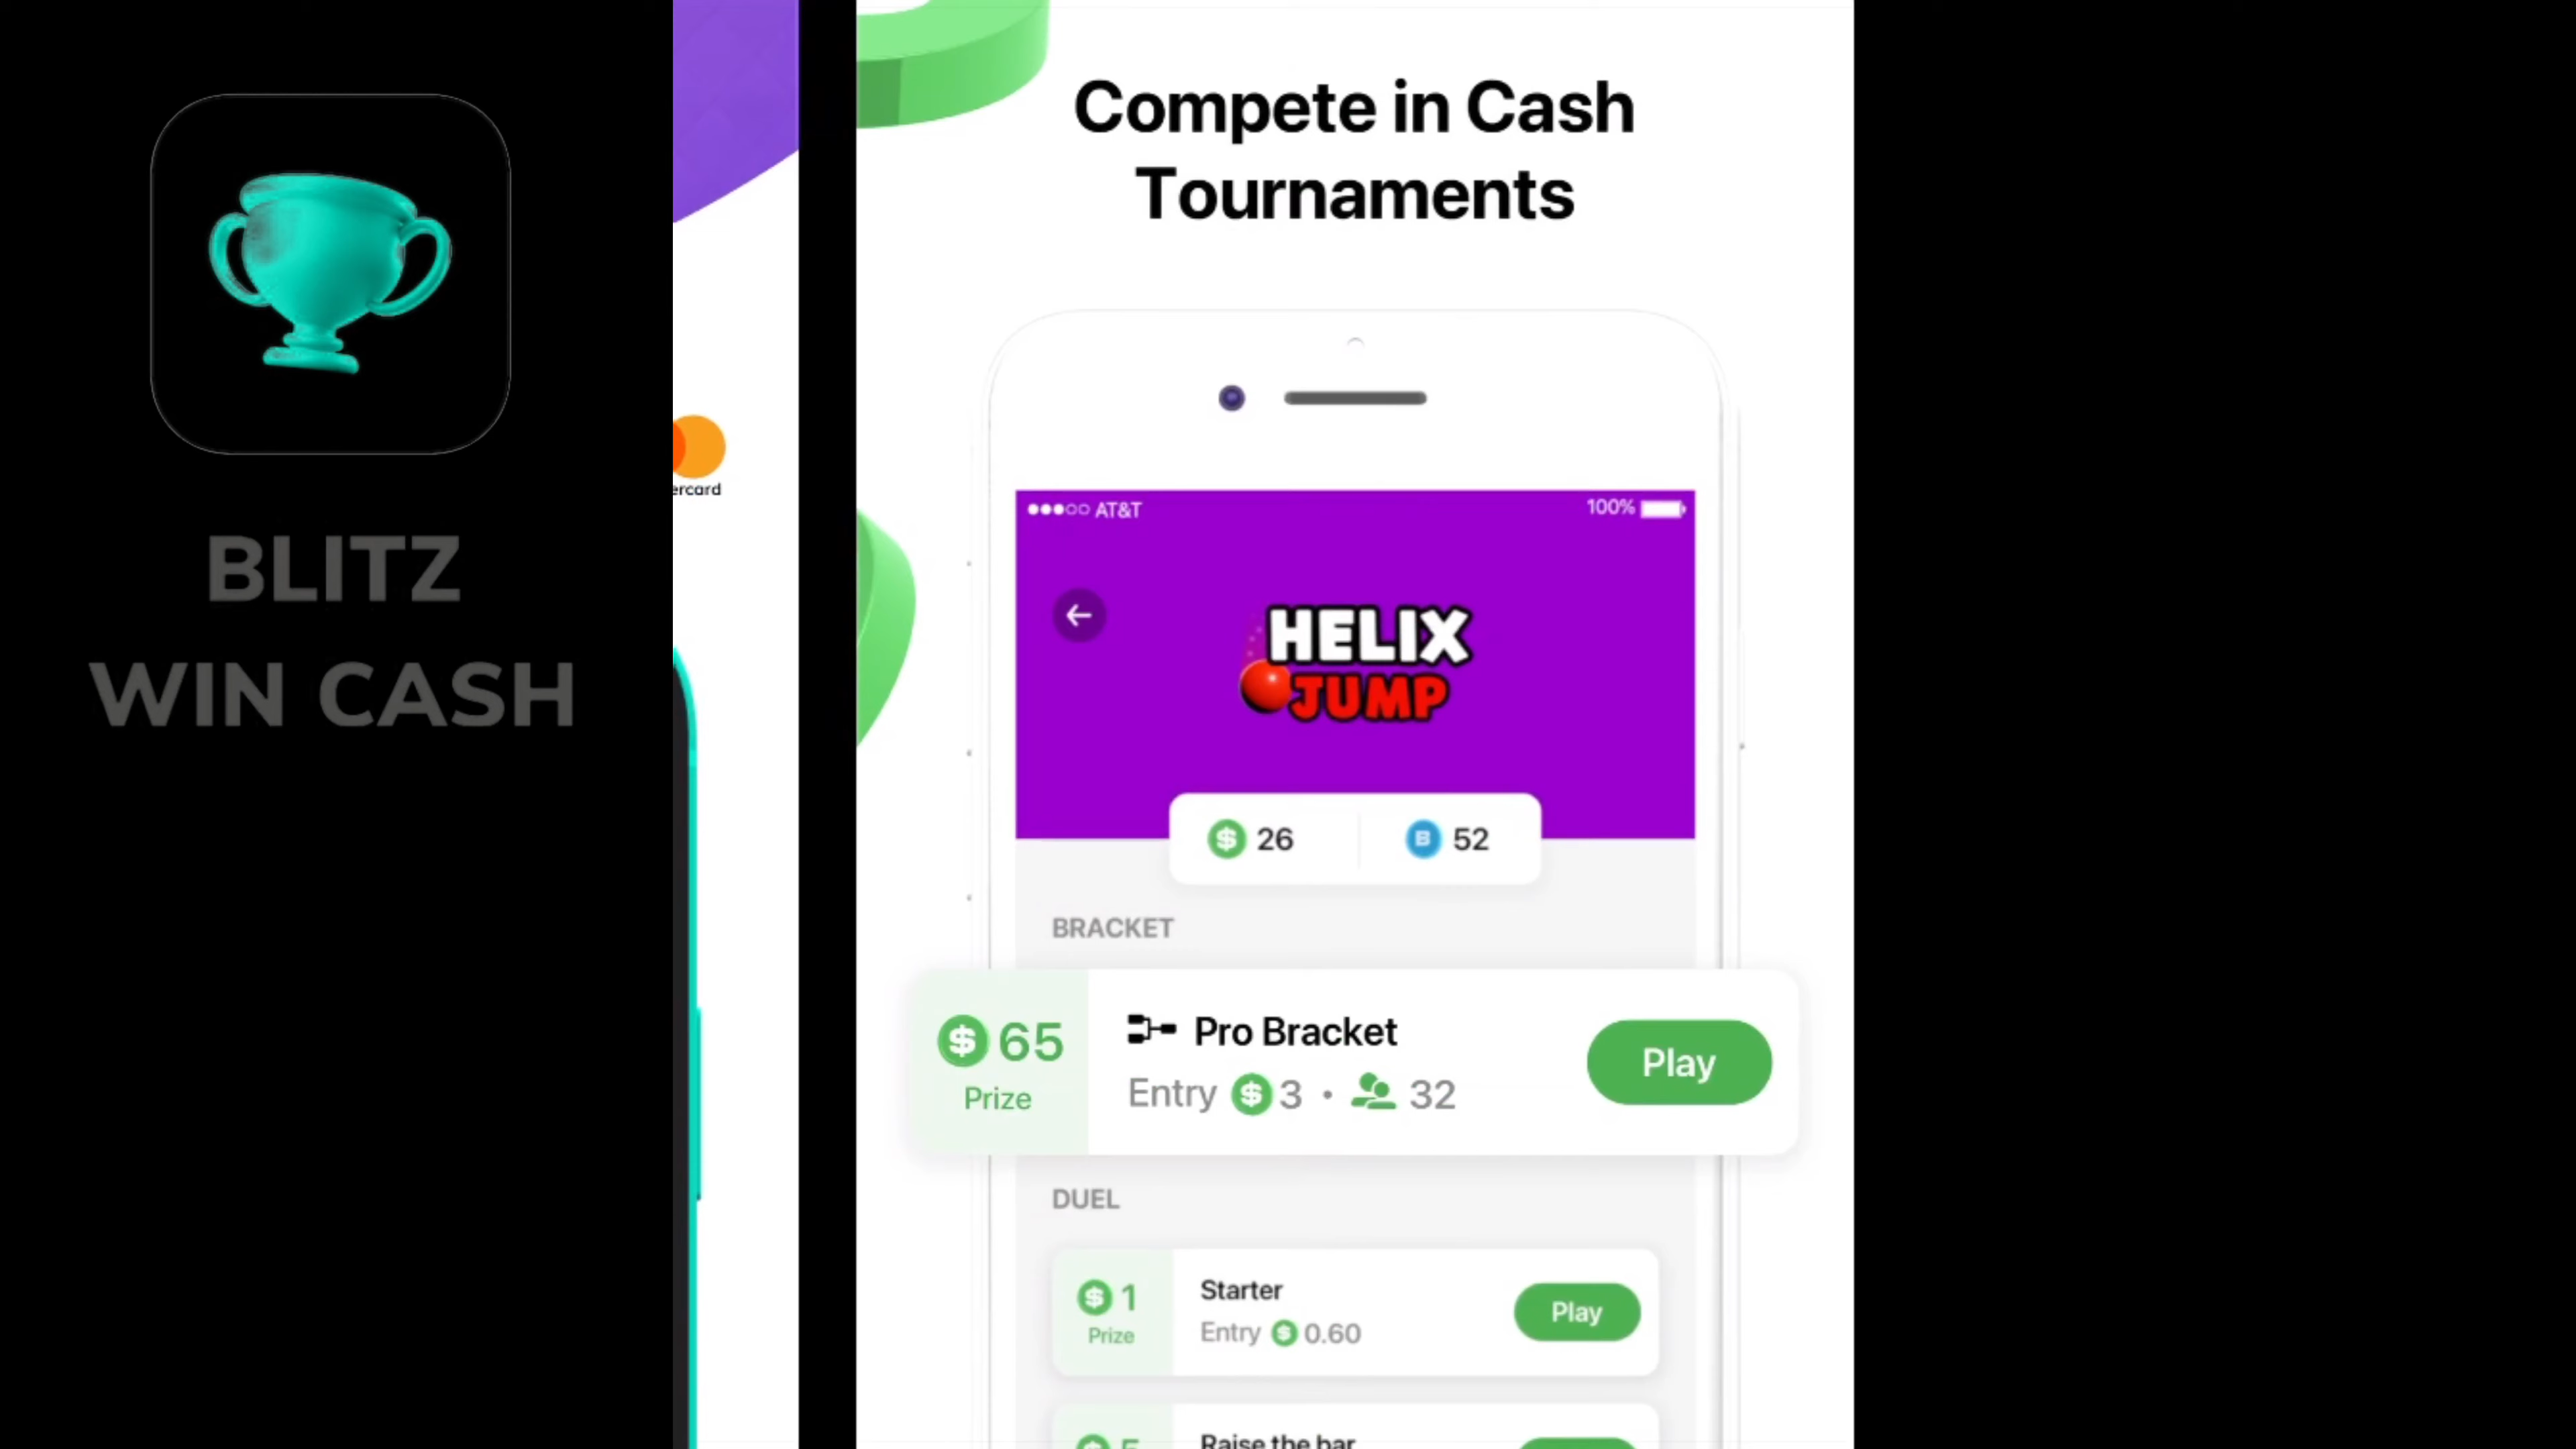 BLITZ
WIN CASH
ercard
Compete in Cash
Tournaments
AT&T
100%
HELIX
JUMP
$ 26
B 52
BRACKET
$ 65
Prize
Pro Bracket
Entry $ 3 • 32
Play
DUEL
$ 1
Prize
Starter
Entry $ 0.60
Play
$ 5
Raise the bar